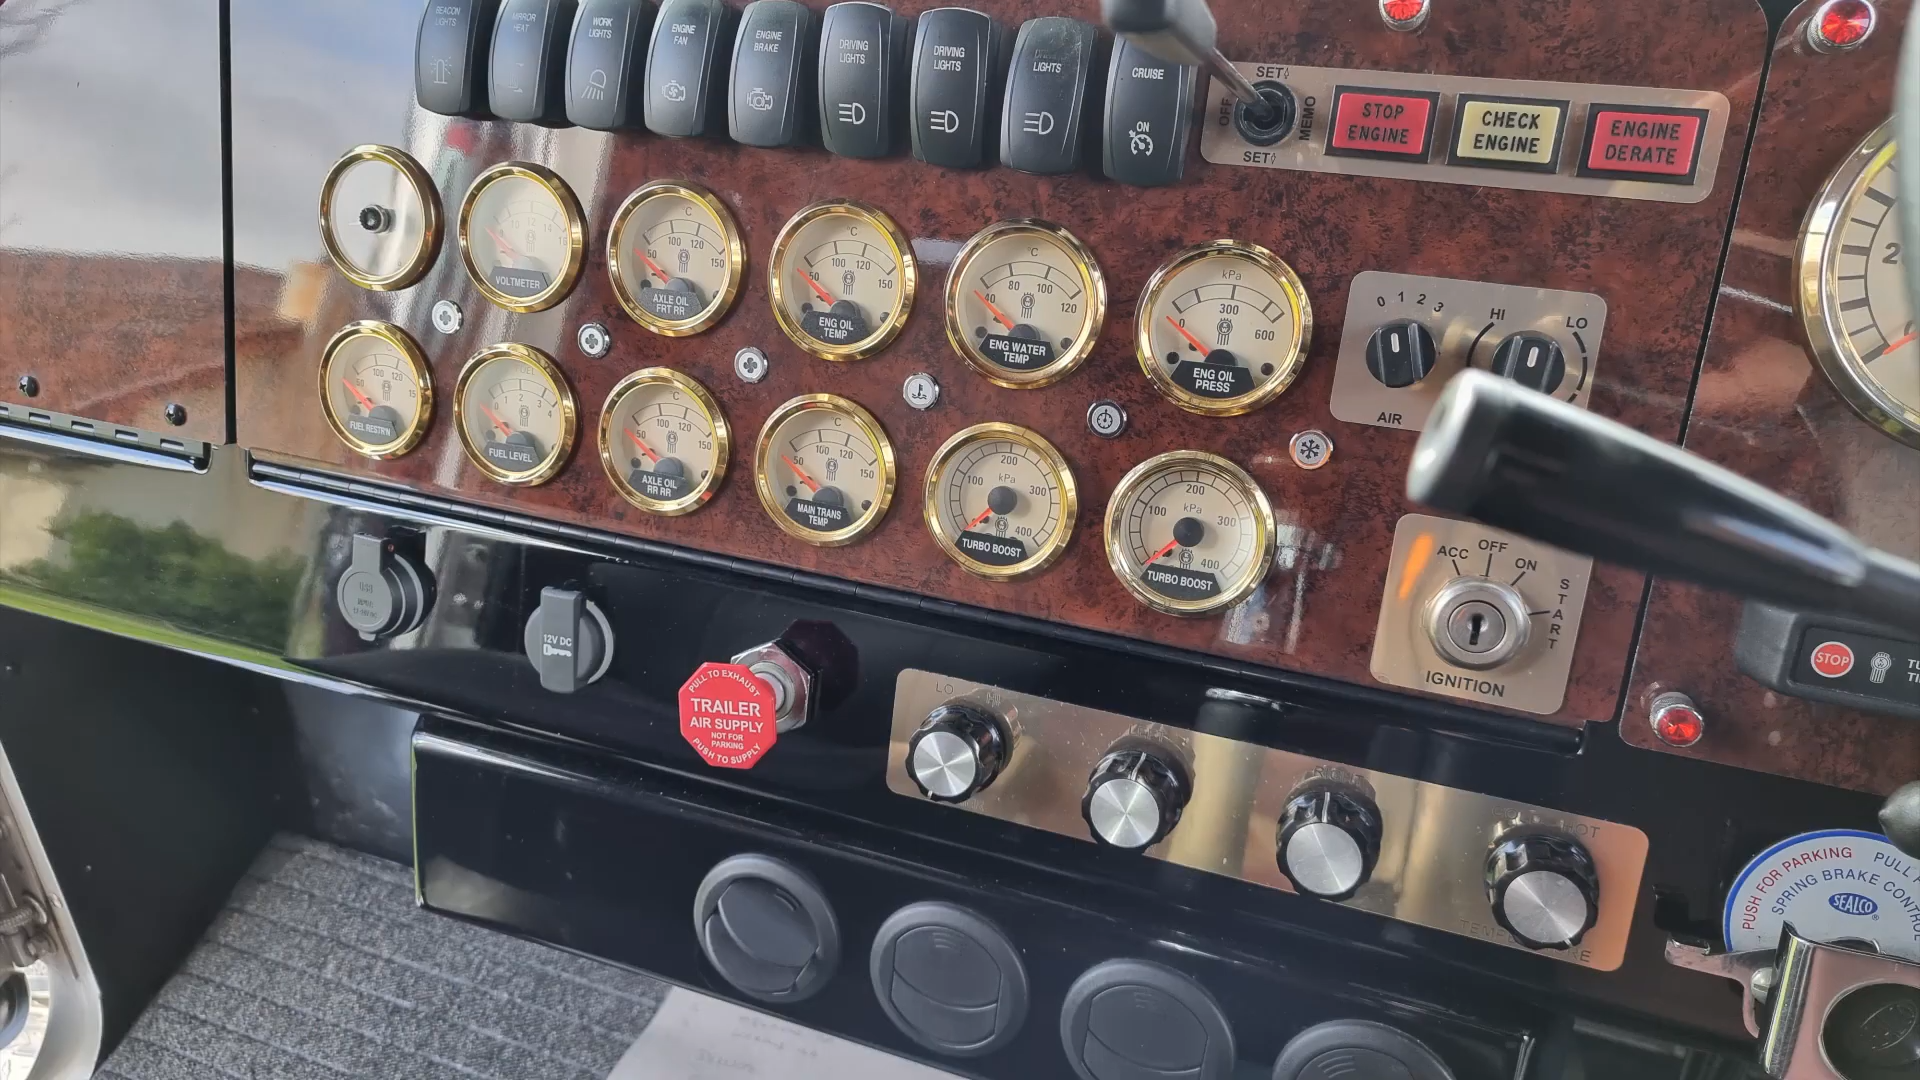 BEACON
LIGHTS
MIRROR
HEAT
WORK
LIGHTS
ENGINE
FAN
ENGINE
BRAKE
DRIVING
LIGHTS
DRIVING
LIGHTS
LIGHTS
CRUISE
ON
SET
OFF
MEMO
SET
STOP
ENGINE
CHECK
ENGINE
ENGINE
DERATE
VOLTMETER
°C
50 100 120 150
AXLE OIL
FRT RR
°C
50 100 120 150
ENG OIL
TEMP
°C
40 80 100 120
ENG WATER
TEMP
kPa
0 300 600
ENG OIL
PRESS
0 1 2 3
HI
LO
AIR
50 100 120 15
FUEL RESTR'N
0 1 2 3 4
FUEL LEVEL
C
50 100 120 150
AXLE OIL
RR RR
C
50 100 120 150
MAIN TRANS
TEMP
100 200 300 400
kPa
TURBO BOOST
0 100 200 300 400
kPa
TURBO BOOST
ACC
OFF
ON
START
IGNITION
STOP
12V DC
PULL TO EXHAUST
TRAILER
AIR SUPPLY
NOT FOR
PARKING
PUSH TO SUPPLY
LO
HI
PUSH FOR PARKING
SPRING BRAKE CONTROL
SEALCO